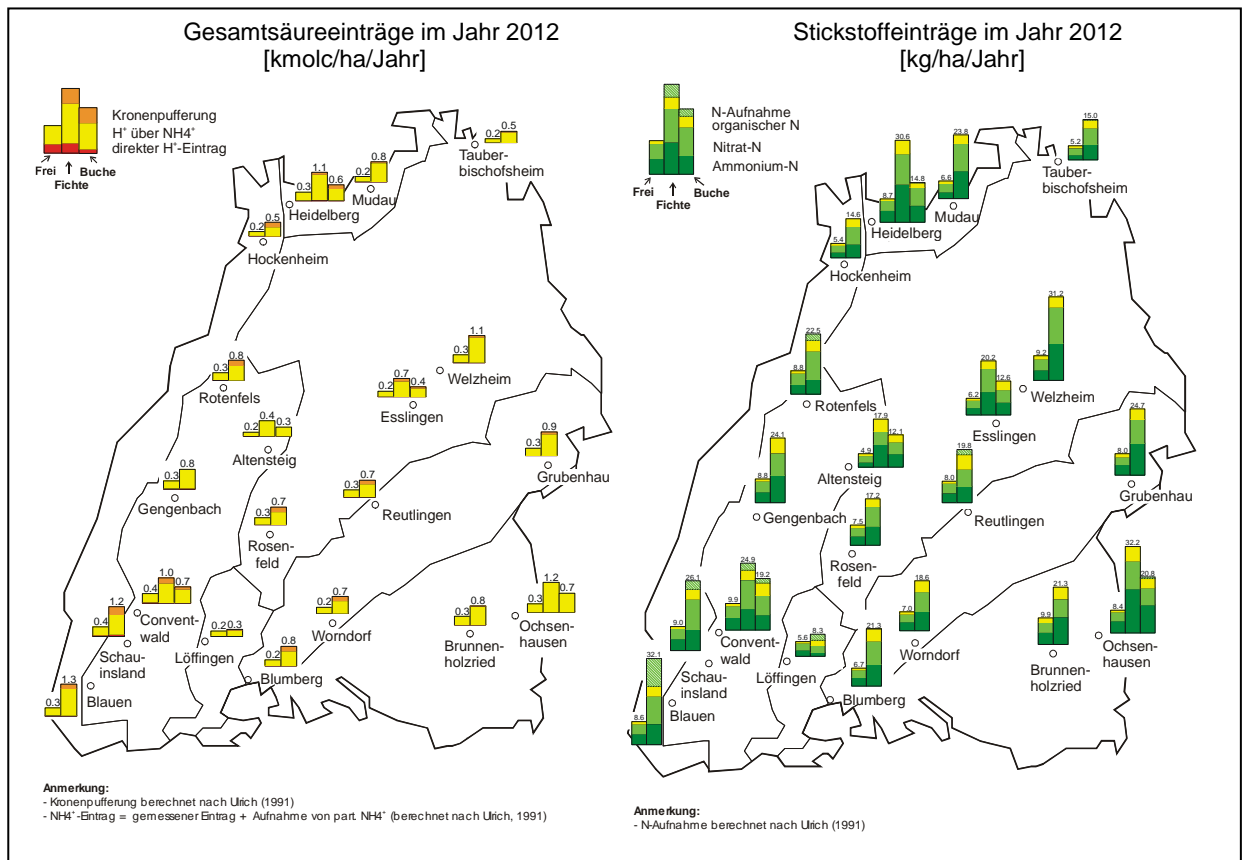 Gesamtsäureeinträge im Jahr 2012
[kmolc/ha/Jahr]
Kronenpufferung
H⁺ über NH4⁺
direkter H⁺-Eintrag
Frei
Fichte
Buche
0.2 0.5
Tauber-
bischofsheim
0.3 1.1 0.6
Heidelberg
0.2 0.8
Mudau
0.2 0.5
Hockenheim
0.3 1.1
Welzheim
0.3 0.8
Rotenfels
0.2 0.7 0.4
Esslingen
0.2 0.4 0.3
Altensteig
0.3 0.9
Grubenhau
0.3 0.8
Gengenbach
0.3 0.7
Reutlingen
0.3 0.7
Rosen-
feld
0.4 1.0 0.7
Convent-
wald
0.4 1.2
Schau-
insland
0.2 0.3
Löffingen
0.2 0.7
Worndorf
0.3 0.8
Brunnen-
holzried
0.3 1.2 0.7
Ochsen-
hausen
0.2 0.8
Blumberg
0.3 1.3
Blauen
Anmerkung:
- Kronenpufferung berechnet nach Ulrich (1991)
- NH4⁺-Eintrag = gemessener Eintrag + Aufnahme von part. NH4⁺ (berechnet nach Ulrich, 1991)
Stickstoffeinträge im Jahr 2012
[kg/ha/Jahr]
N-Aufnahme
organischer N
Nitrat-N
Ammonium-N
Frei
Fichte
Buche
5.2 15.0
Tauber-
bischofsheim
8.7 30.6 14.8
Heidelberg
6.6 23.8
Mudau
5.4 14.6
Hockenheim
9.2 31.2
Welzheim
8.8 22.5
Rotenfels
6.2 20.2 12.6
Esslingen
4.9 17.9 12.1
Altensteig
8.0 24.7
Grubenhau
8.8 24.1
Gengenbach
8.0 19.8
Reutlingen
7.5 17.2
Rosen-
feld
9.9 24.9 19.2
Convent-
wald
9.0 26.1
Schau-
insland
5.6 8.3
Löffingen
7.0 18.6
Worndorf
9.9 21.3
Brunnen-
holzried
8.4 32.2 20.8
Ochsen-
hausen
6.7 21.3
Blumberg
8.6 32.1
Blauen
Anmerkung:
- N-Aufnahme berechnet nach Ulrich (1991)